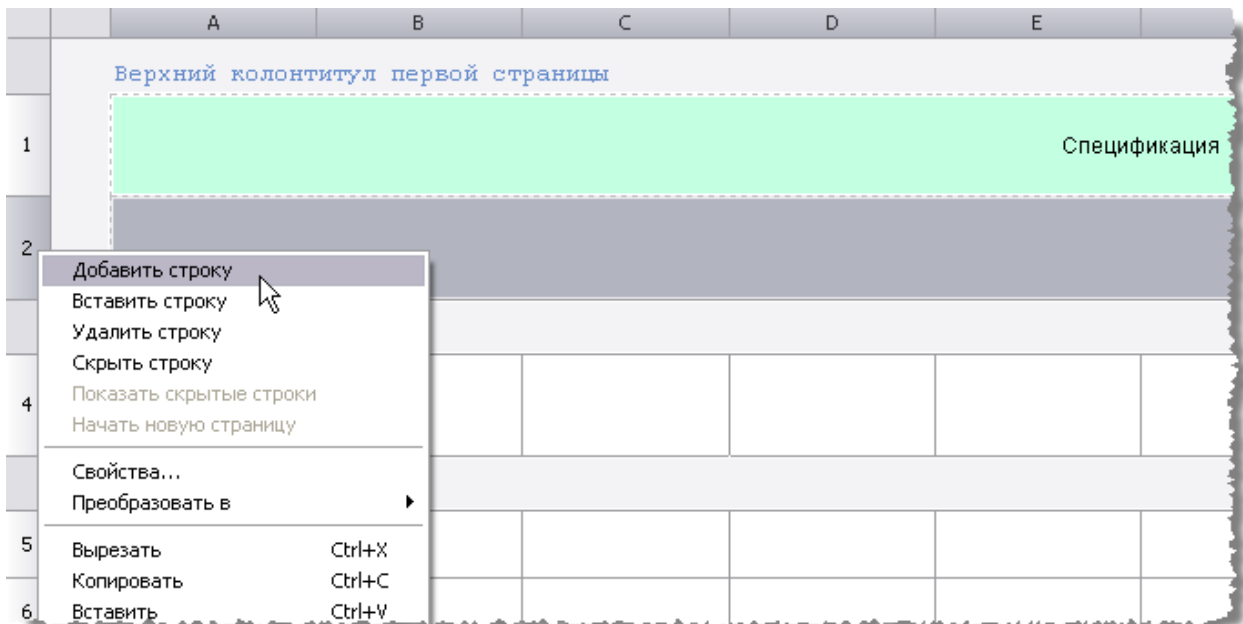 A B C D E
Верхний колонтитул первой страницы
1 Спецификация
2
Добавить строку
Вставить строку
Удалить строку
Скрыть строку
Показать скрытые строки
4
Начать новую страницу
Свойства...
Преобразовать в
5 Вырезать Ctrl+X
Копировать Ctrl+C
6 Вставить Ctrl+V